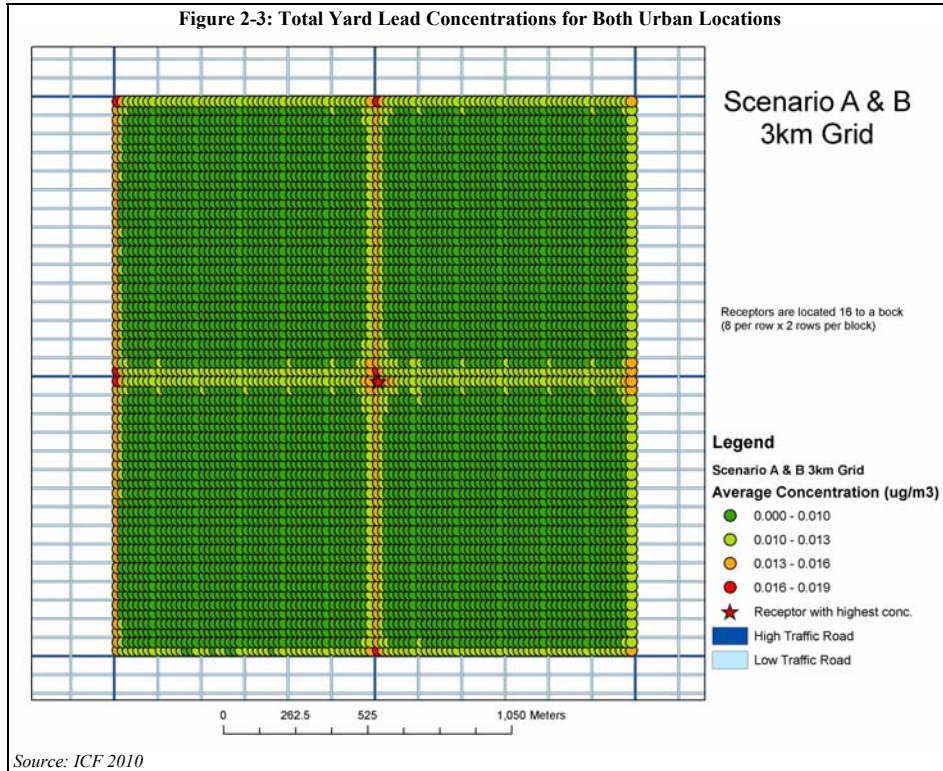 Figure 2-3: Total Yard Lead Concentrations for Both Urban Locations
Scenario A & B
3km Grid
Receptors are located 16 to a bock
(8 per row x 2 rows per block)
Legend
Scenario A & B 3km Grid
Average Concentration (ug/m3)
0.000 - 0.010
0.010 - 0.013
0.013 - 0.016
0.016 - 0.019
Receptor with highest conc.
High Traffic Road
Low Traffic Road
0 262.5 525 1,050 Meters
Source: ICF 2010